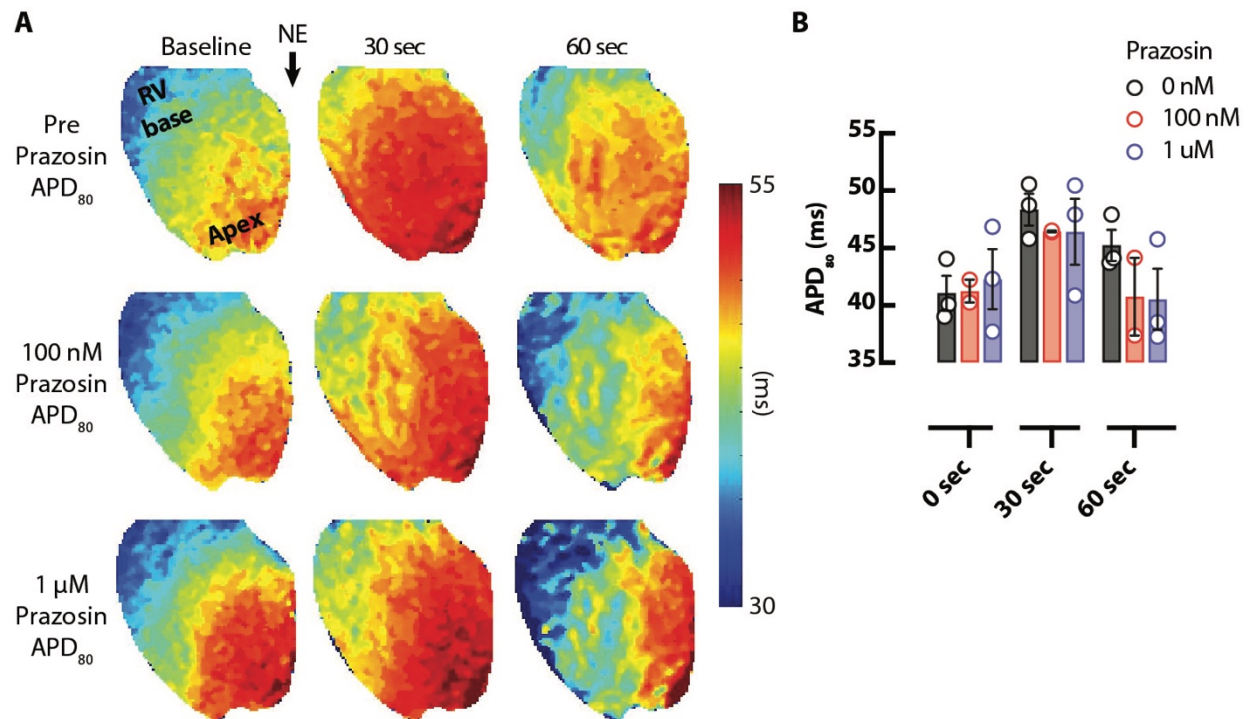 A
Baseline
NE
30 sec
60 sec
Pre
Prazosin
APD₈₀
RV
base
Apex
100 nM
Prazosin
APD₈₀
1 µM
Prazosin
APD₈₀
55
(ms)
30
B
Prazosin
0 nM
100 nM
1 uM
APD₈₀ (ms)
55
50
45
40
35
0 sec
30 sec
60 sec